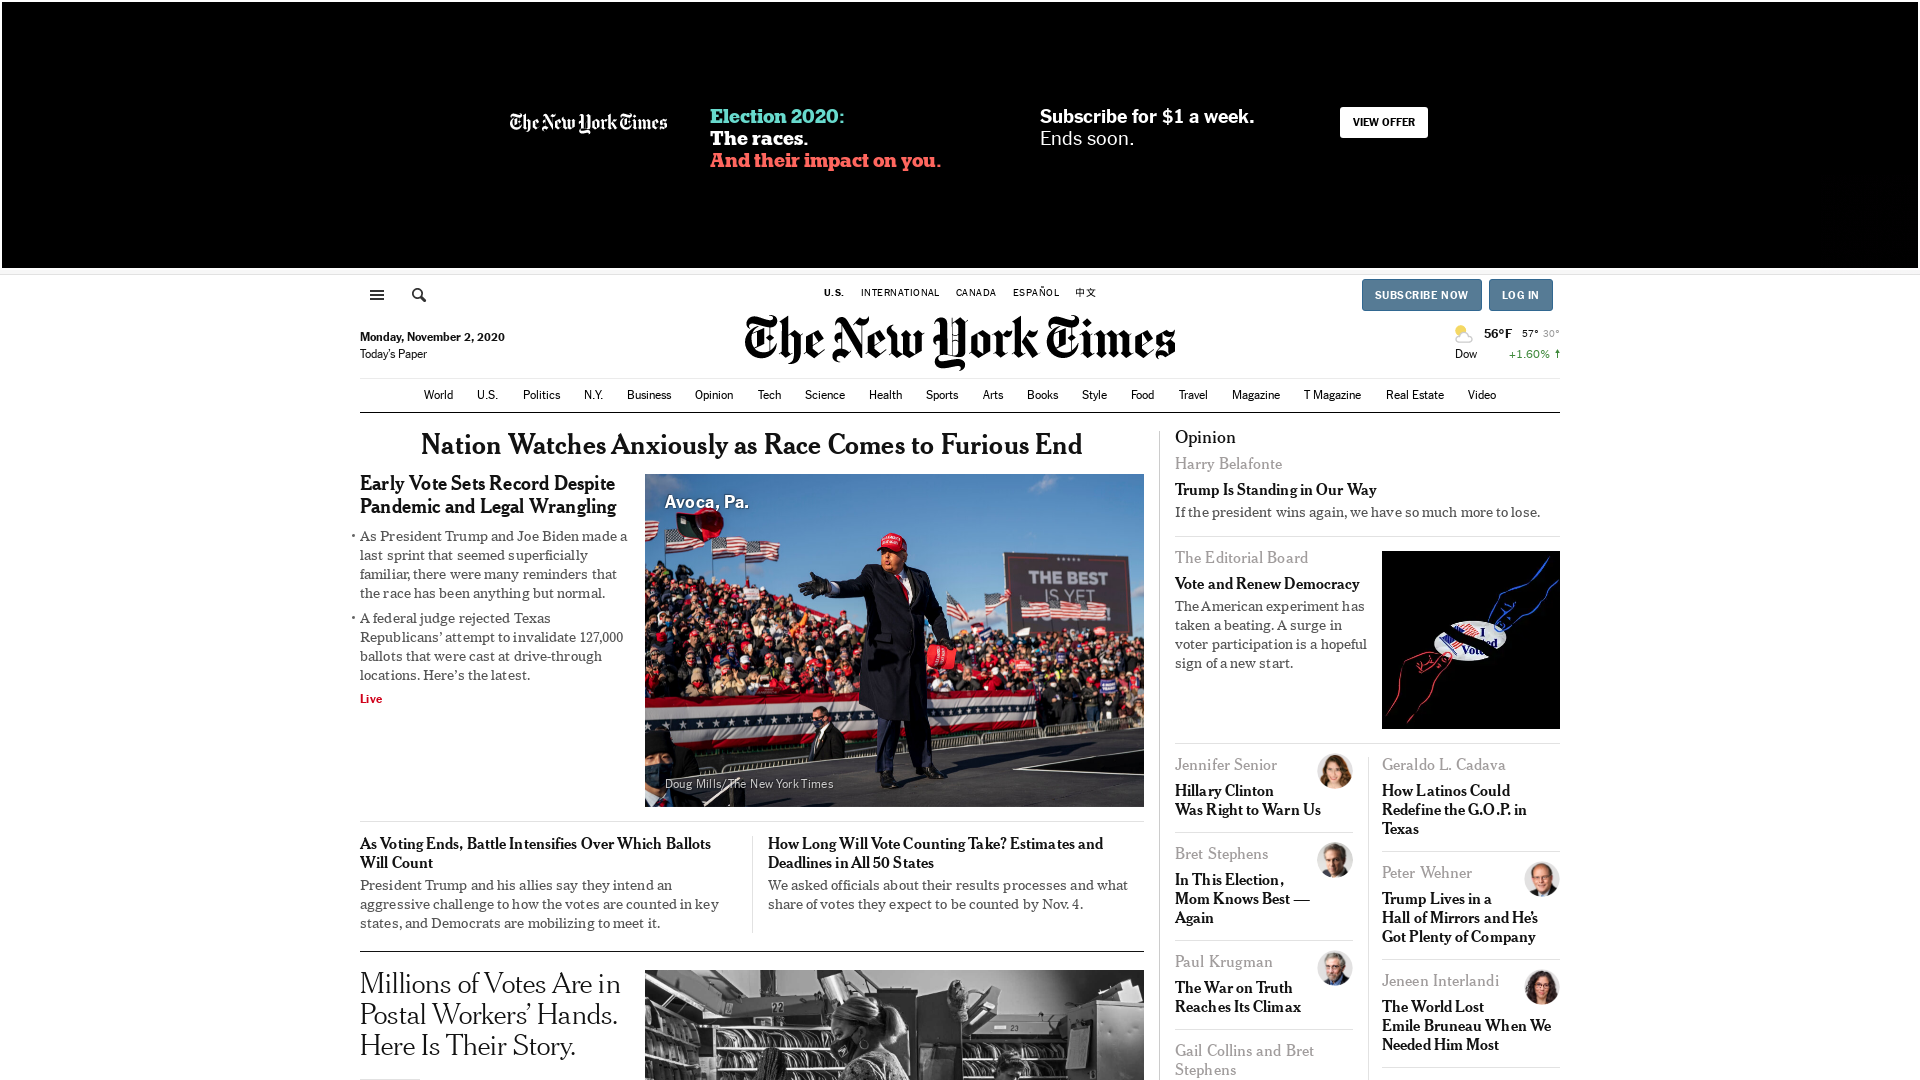 The New York Times
Election 2020:
The races.
And their impact on you.
Subscribe for $1 a week.
Ends soon.
VIEW OFFER
U.S. INTERNATIONAL CANADA ESPAÑOL 中文
SUBSCRIBE NOW LOG IN
Monday, November 2, 2020
Today's Paper
The New York Times
56°F 57° 30°
Dow +1.60% ↑
World U.S. Politics N.Y. Business Opinion Tech Science Health Sports Arts Books Style Food Travel Magazine T Magazine Real Estate Video
Nation Watches Anxiously as Race Comes to Furious End
Early Vote Sets Record Despite
Pandemic and Legal Wrangling
• As President Trump and Joe Biden made a
last sprint that seemed superficially
familiar, there were many reminders that
the race has been anything but normal.
• A federal judge rejected Texas
Republicans' attempt to invalidate 127,000
ballots that were cast at drive-through
locations. Here's the latest.
Live
Avoca, Pa.
THE BEST
IS YET
Doug Mills/The New York Times
As Voting Ends, Battle Intensifies Over Which Ballots
Will Count
President Trump and his allies say they intend an
aggressive challenge to how the votes are counted in key
states, and Democrats are mobilizing to meet it.
How Long Will Vote Counting Take? Estimates and
Deadlines in All 50 States
We asked officials about their results processes and what
share of votes they expect to be counted by Nov. 4.
Millions of Votes Are in
Postal Workers' Hands.
Here Is Their Story.
22
23
Opinion
Harry Belafonte
Trump Is Standing in Our Way
If the president wins again, we have so much more to lose.
The Editorial Board
Vote and Renew Democracy
The American experiment has
taken a beating. A surge in
voter participation is a hopeful
sign of a new start.
I
Voted
Jennifer Senior
Hillary Clinton
Was Right to Warn Us
Bret Stephens
In This Election,
Mom Knows Best —
Again
Paul Krugman
The War on Truth
Reaches Its Climax
Gail Collins and Bret
Stephens
Geraldo L. Cadava
How Latinos Could
Redefine the G.O.P. in
Texas
Peter Wehner
Trump Lives in a
Hall of Mirrors and He's
Got Plenty of Company
Jeneen Interlandi
The World Lost
Emile Bruneau When We
Needed Him Most